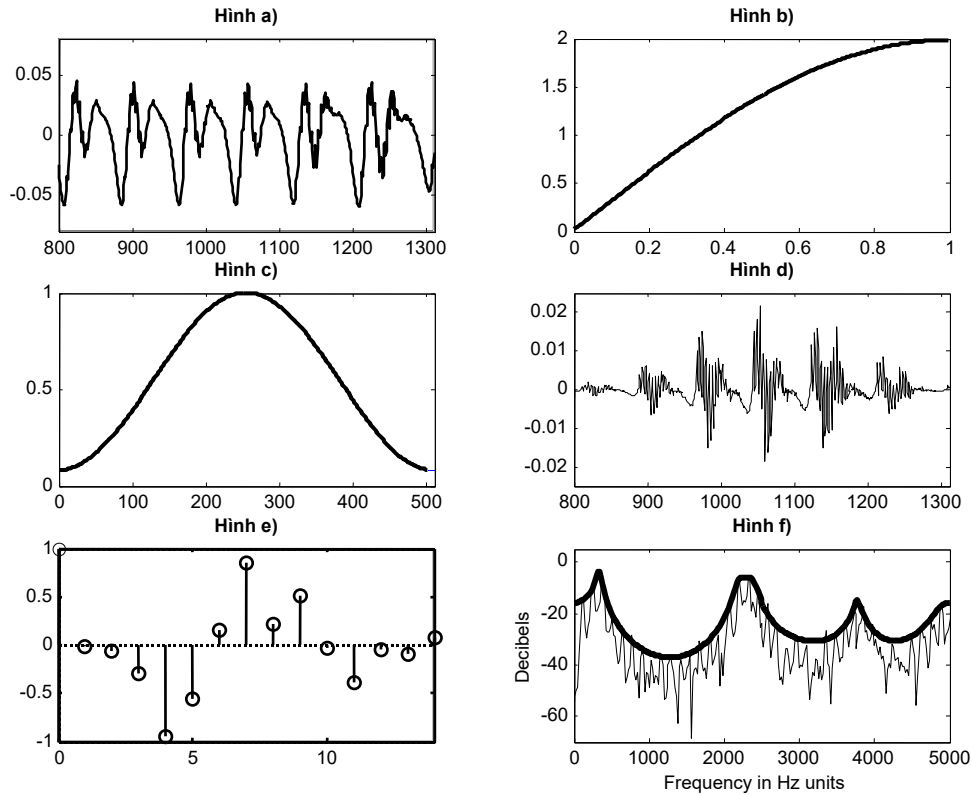 Hình a)
Hình b)
0.05
0
-0.05
800 900 1000 1100 1200 1300
2
1.5
1
0.5
0
0 0.2 0.4 0.6 0.8 1
Hình c)
Hình d)
1
0.5
0
0 100 200 300 400 500
0.02
0.01
0
-0.01
-0.02
800 900 1000 1100 1200 1300
Hình e)
Hình f)
1
0.5
0
-0.5
-1
0 5 10
0
-20
-40
-60
Decibels
0 1000 2000 3000 4000 5000
Frequency in Hz units